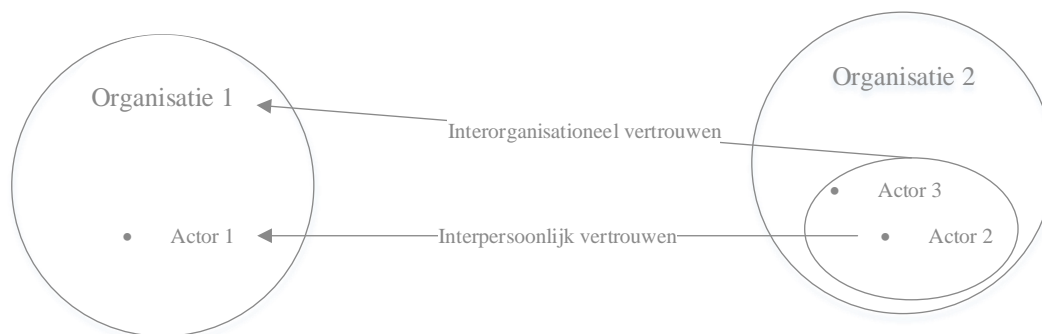 Organisatie 2
Organisatie 1
Interorganisationeel vertrouwen
Actor 3
Actor 1
Interpersoonlijk vertrouwen
Actor 2